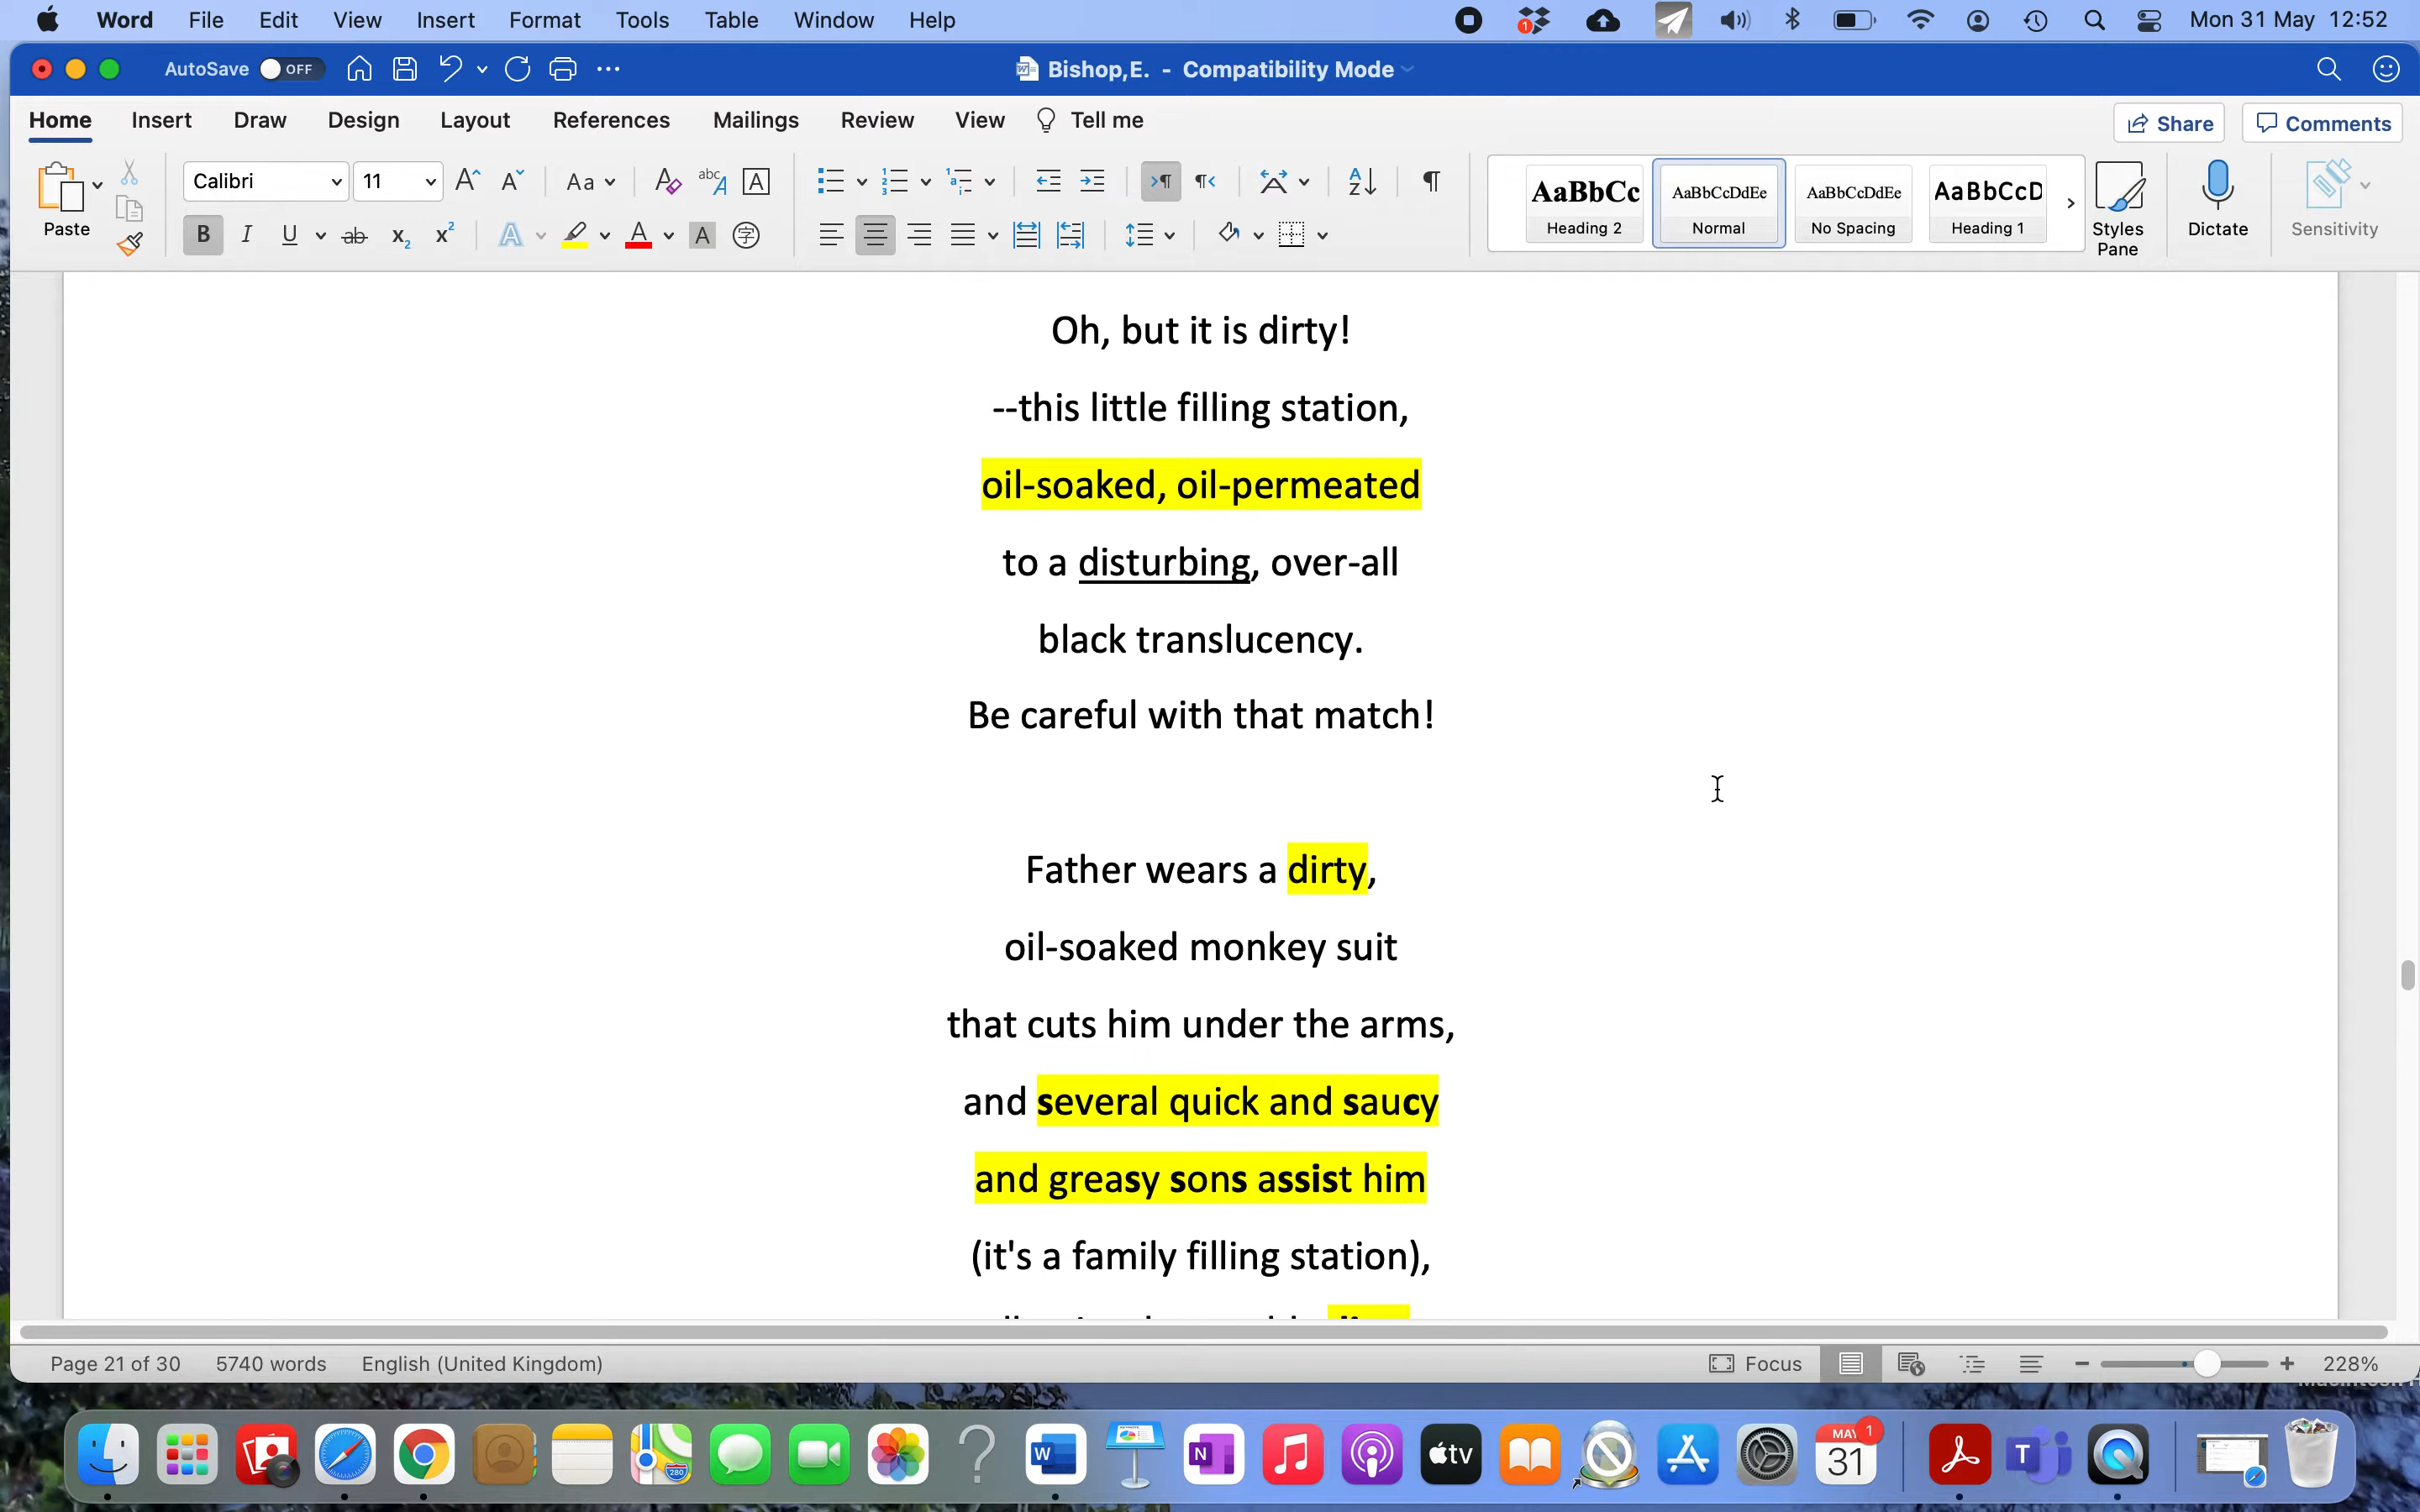 Word File Edit View Insert Format Tools Table Window Help Mon 31 May 12:52
AutoSave OFF Bishop,E. - Compatibility Mode
Home Insert Draw Design Layout References Mailings Review View Tell me Share Comments
Paste Calibri 11 AaBbCc Heading 2 AaBbCcDdEe Normal AaBbCcDdEe No Spacing AaBbCcD Heading 1 Styles Pane Dictate Sensitivity
Oh, but it is dirty!
--this little filling station,
oil-soaked, oil-permeated
to a disturbing, over-all
black translucency.
Be careful with that match!
Father wears a dirty,
oil-soaked monkey suit
that cuts him under the arms,
and several quick and saucy
and greasy sons assist him
(it's a family filling station),
Page 21 of 30 5740 words English (United Kingdom) Focus 228%
MAY 1
31
280
tv